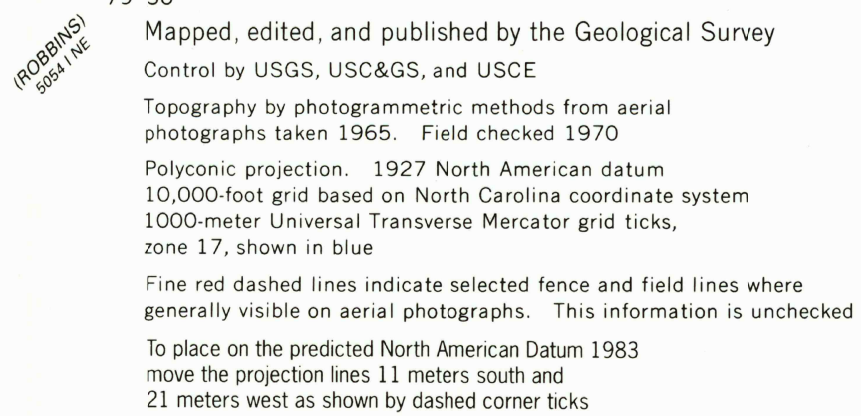 (ROBBINS)
5054 I NE
Mapped, edited, and published by the Geological Survey
Control by USGS, USC&GS, and USCE
Topography by photogrammetric methods from aerial
photographs taken 1965. Field checked 1970
Polyconic projection. 1927 North American datum
10,000-foot grid based on North Carolina coordinate system
1000-meter Universal Transverse Mercator grid ticks,
zone 17, shown in blue
Fine red dashed lines indicate selected fence and field lines where
generally visible on aerial photographs. This information is unchecked
To place on the predicted North American Datum 1983
move the projection lines 11 meters south and
21 meters west as shown by dashed corner ticks